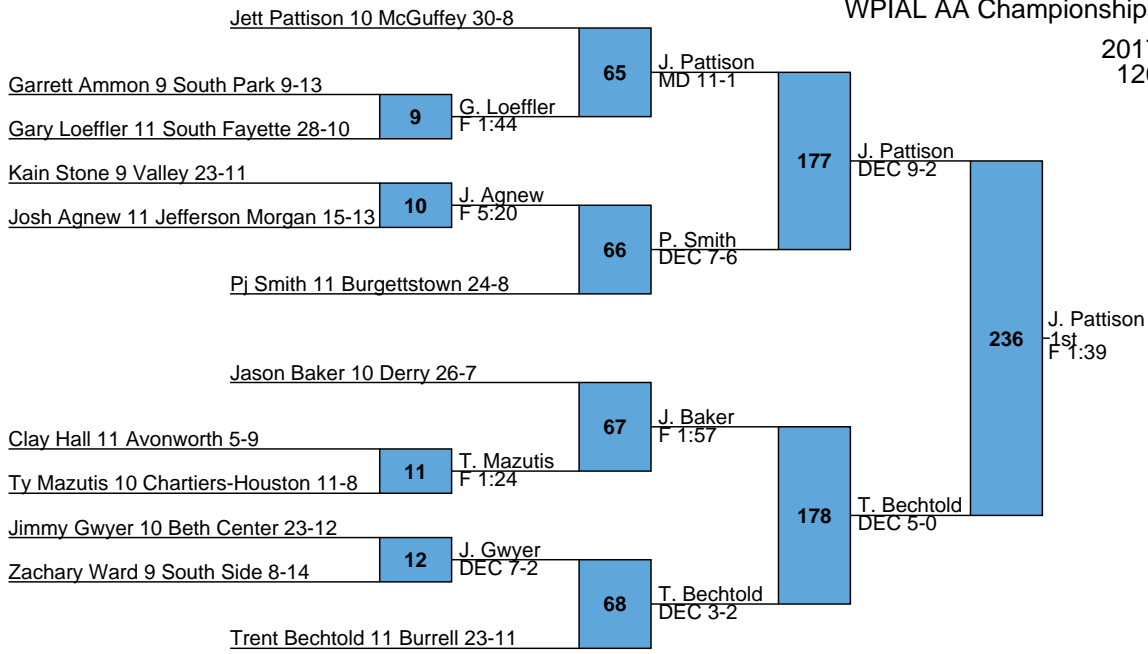 WPIAL AA Championship
2017
120
Jett Pattison 10 McGuffey 30-8
65
J. Pattison
MD 11-1
Garrett Ammon 9 South Park 9-13
9
G. Loeffler
F 1:44
Gary Loeffler 11 South Fayette 28-10
177
J. Pattison
DEC 9-2
Kain Stone 9 Valley 23-11
10
J. Agnew
F 5:20
Josh Agnew 11 Jefferson Morgan 15-13
66
P. Smith
DEC 7-6
Pj Smith 11 Burgettstown 24-8
236
J. Pattison
1st
F 1:39
Jason Baker 10 Derry 26-7
67
J. Baker
F 1:57
Clay Hall 11 Avonworth 5-9
11
T. Mazutis
F 1:24
Ty Mazutis 10 Chartiers-Houston 11-8
178
T. Bechtold
DEC 5-0
Jimmy Gwyer 10 Beth Center 23-12
12
J. Gwyer
DEC 7-2
Zachary Ward 9 South Side 8-14
68
T. Bechtold
DEC 3-2
Trent Bechtold 11 Burrell 23-11